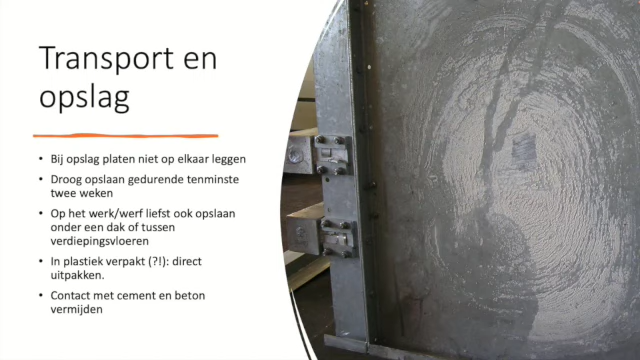 Transport en
opslag
• Bij opslag platen niet op elkaar leggen
• Droog opslaan gedurende tenminste
twee weken
• Op het werk/werf liefst ook opslaan
onder een dak of tussen
verdiepingsvloeren
• In plastiek verpakt (?!): direct
uitpakken.
• Contact met cement en beton
vermijden